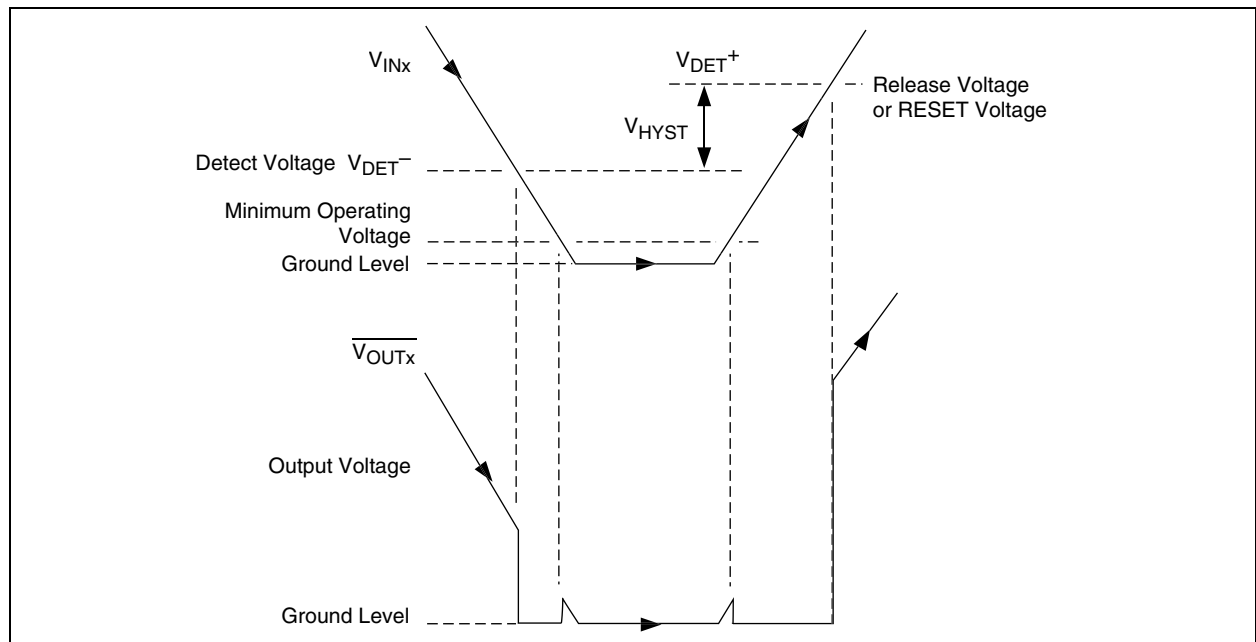 V_INx
V_DET+
Release Voltage
or RESET Voltage
V_HYST
Detect Voltage V_DET−
Minimum Operating
Voltage
Ground Level
V_OUTx
Output Voltage
Ground Level